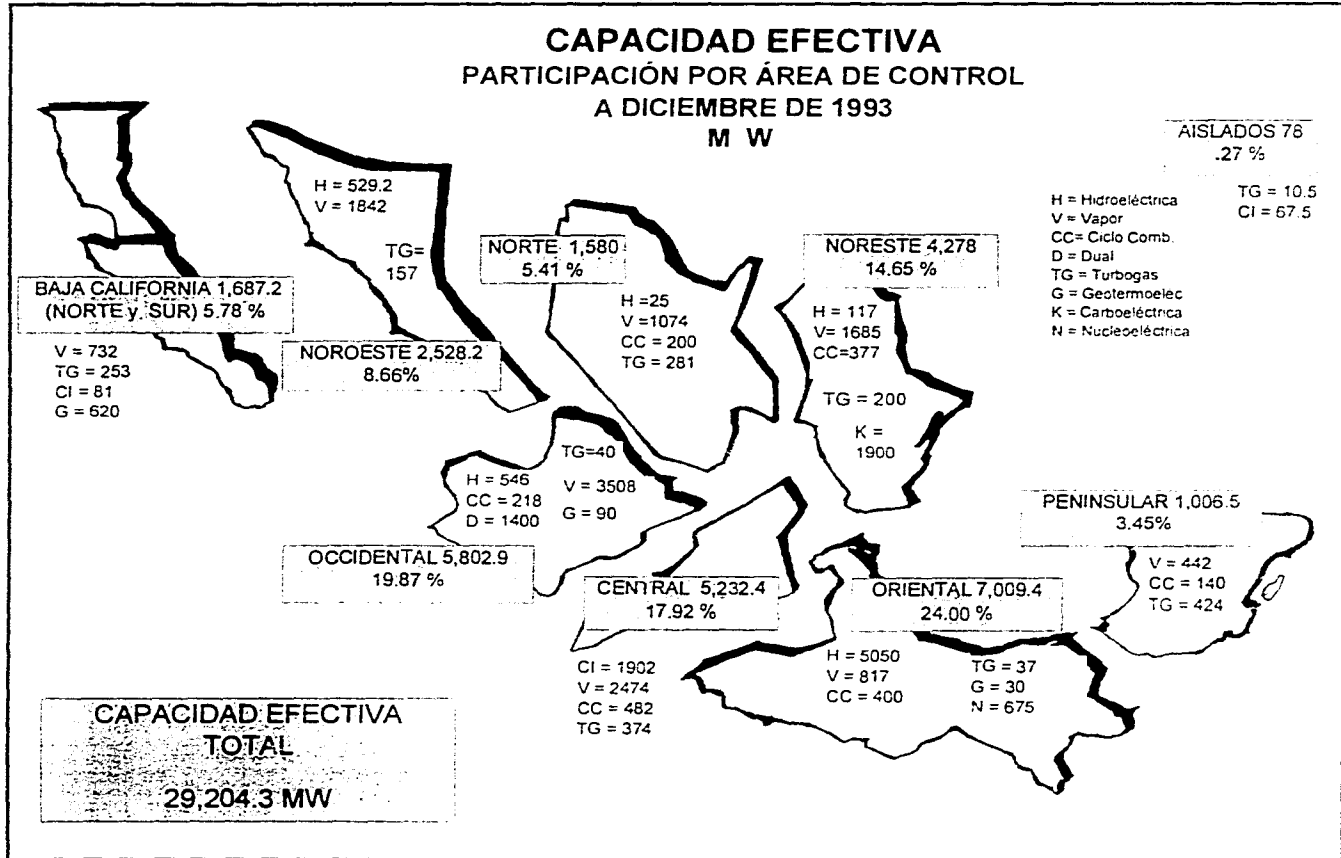 CAPACIDAD EFECTIVA
PARTICIPACIÓN POR ÁREA DE CONTROL
A DICIEMBRE DE 1993
M W
AISLADOS 78
.27 %
TG = 10.5
CI = 67.5
H = Hidroeléctrica
V = Vapor
CC= Ciclo Comb.
D = Dual
TG = Turbogas
G = Geotermoelec
K = Carboeléctrica
N = Nucleoeléctrica
H = 529.2
V = 1842
TG=
157
NORTE 1,580
5.41 %
NORESTE 4,278
14.65 %
BAJA CALIFORNIA 1,687.2
(NORTE y SUR) 5.78 %
V = 732
TG = 253
CI = 81
G = 620
NOROESTE 2,528.2
8.66%
H =25
V =1074
CC = 200
TG = 281
H = 117
V= 1685
CC=377
TG = 200
K =
1900
TG=40
H = 546
CC = 218
D = 1400
V = 3508
G = 90
OCCIDENTAL 5,802.9
19.87 %
CENTRAL 5,232.4
17.92 %
ORIENTAL 7,009.4
24.00 %
PENINSULAR 1,006.5
3.45%
V = 442
CC = 140
TG = 424
CI = 1902
V = 2474
CC = 482
TG = 374
H = 5050
V = 817
CC = 400
TG = 37
G = 30
N = 675
CAPACIDAD EFECTIVA
TOTAL
29,204.3 MW